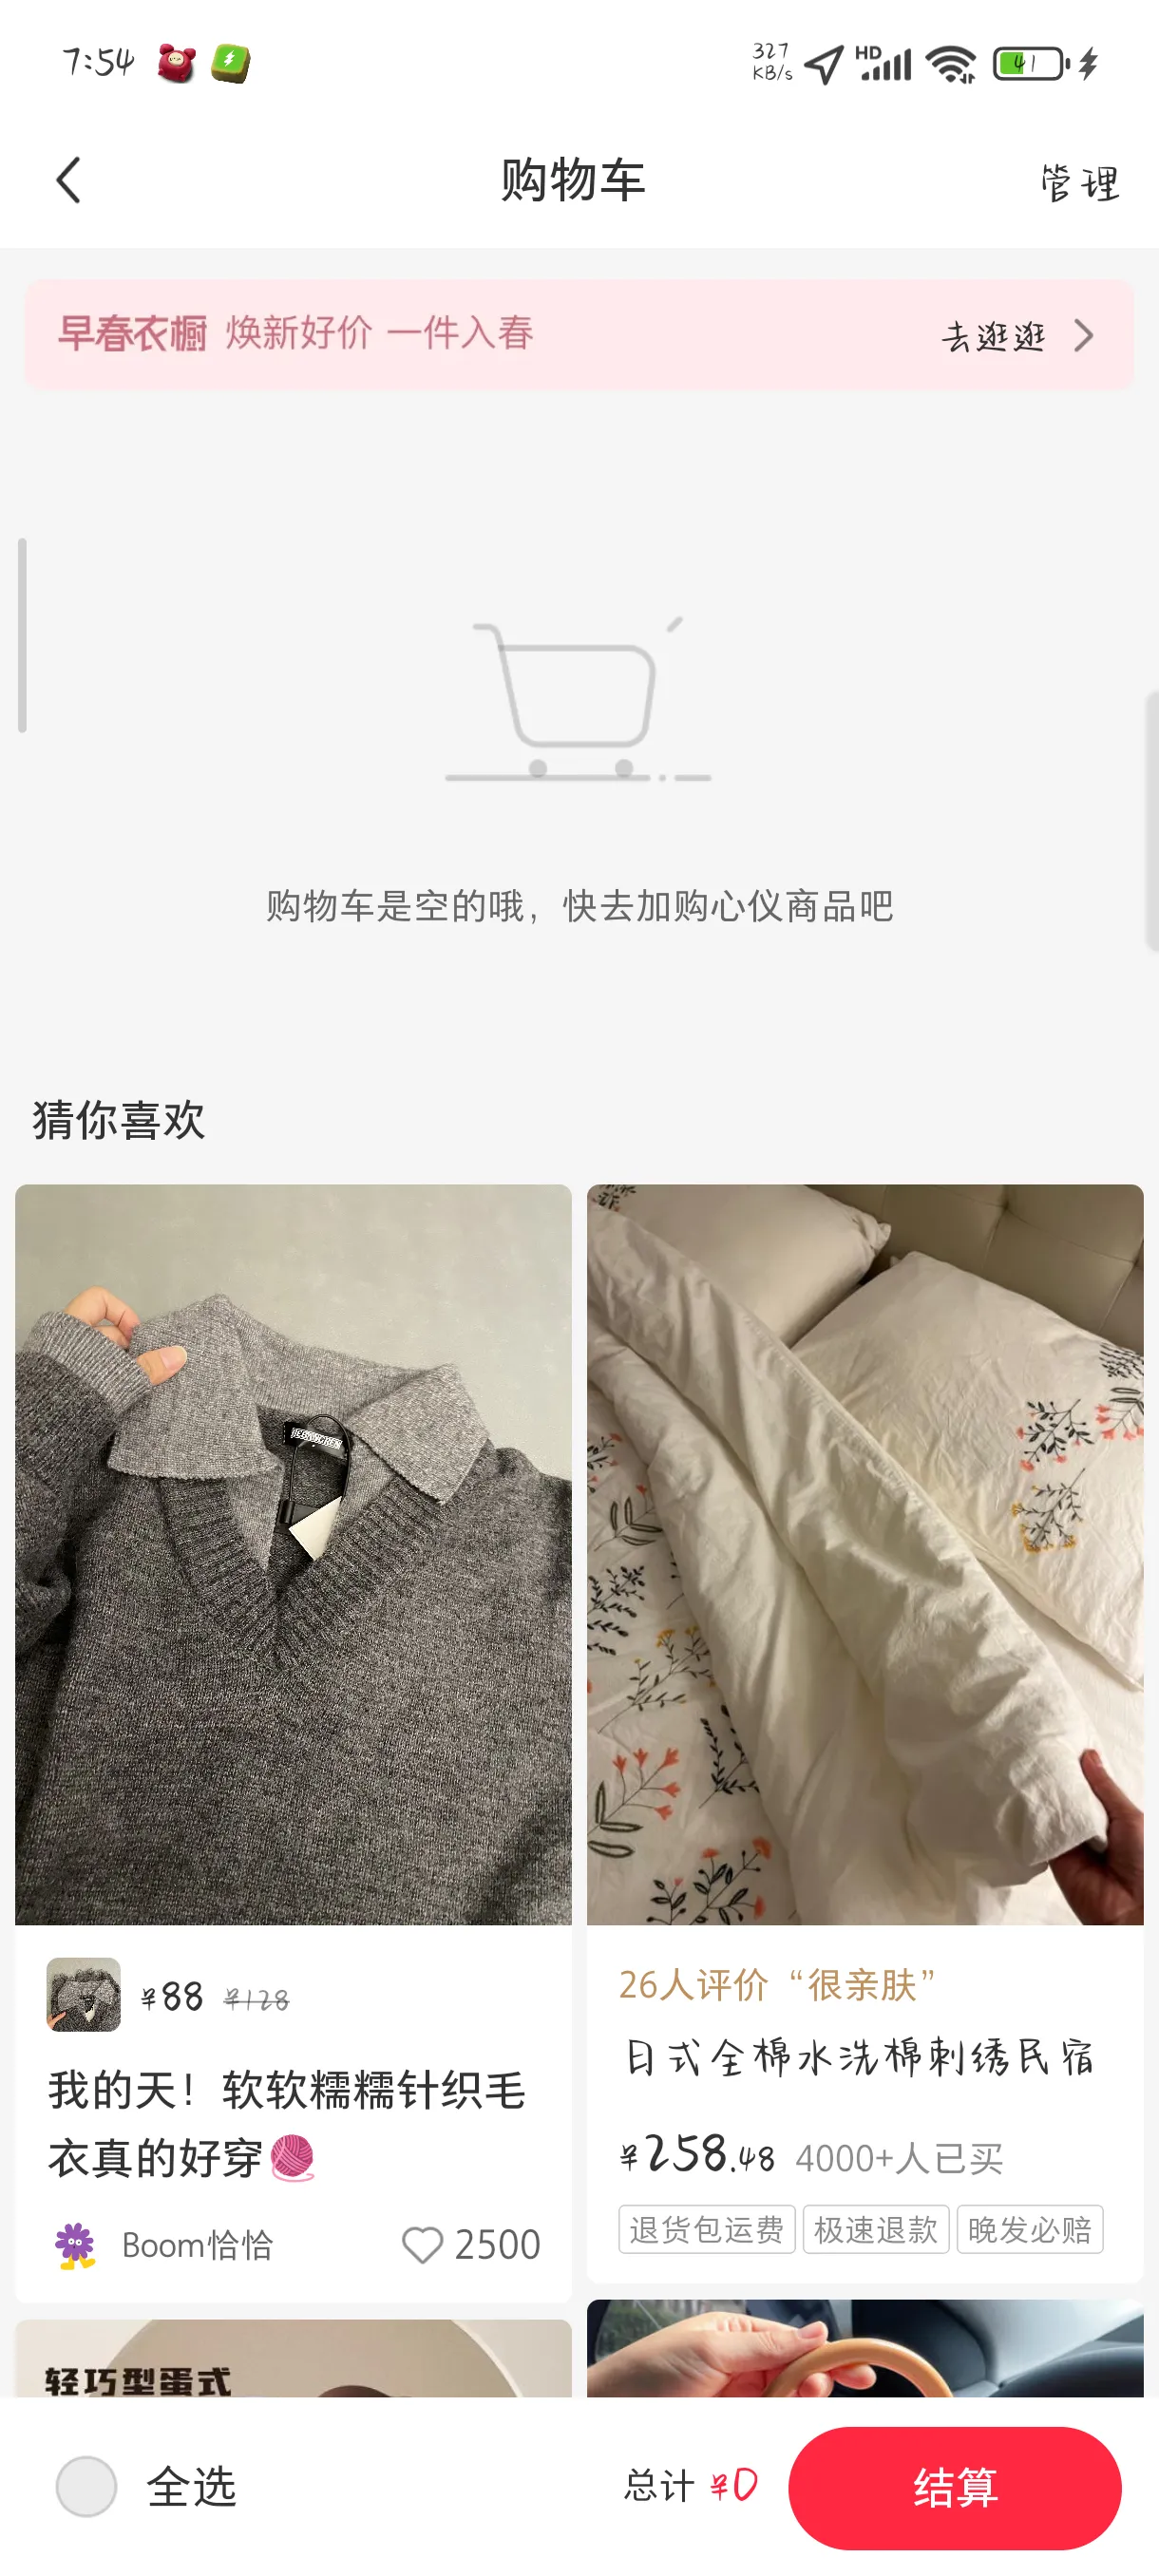 7:54
327
KB/s
HD
41
购物车
管理
早春衣橱 焕新好价 一件入春
去逛逛
购物车是空的哦，快去加购心仪商品吧
猜你喜欢
¥88 ¥128
我的天！软软糯糯针织毛
衣真的好穿
Boom恰恰
2500
26人评价“很亲肤”
日式全棉水洗棉刺绣民宿
¥258.48 4000+人已买
退货包运费 极速退款 晚发必赔
轻巧型蛋式
全选
总计 ¥0
结算